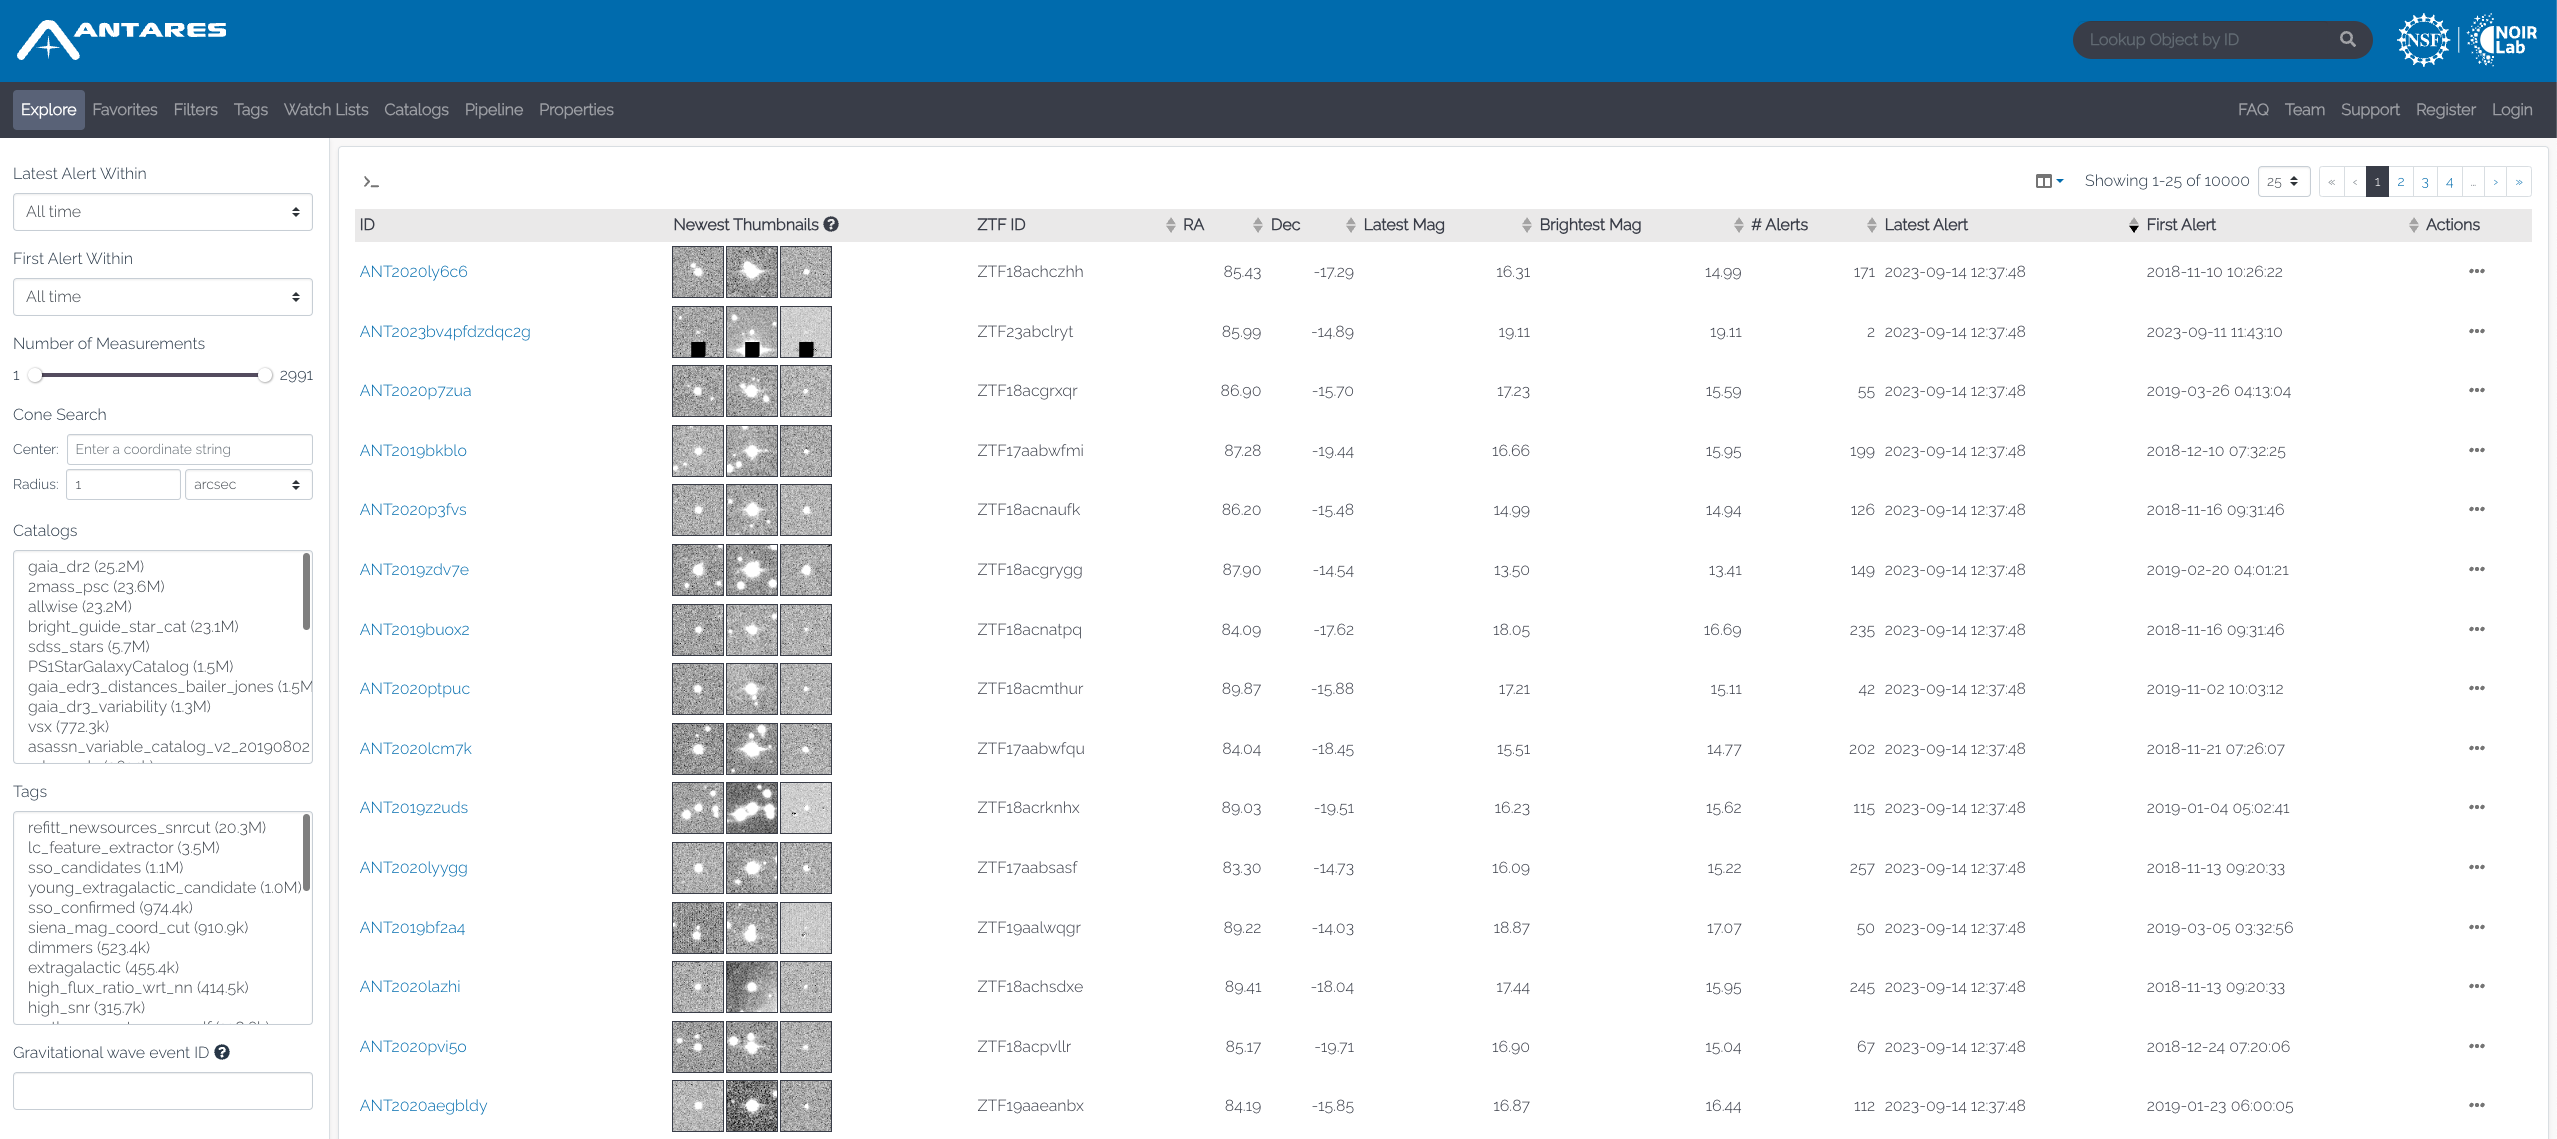 ANTARES
Lookup Object by ID
NSF
NOIR
Lab
Explore Favorites Filters Tags Watch Lists Catalogs Pipeline Properties FAQ Team Support Register Login
Latest Alert Within
All time
First Alert Within
All time
Number of Measurements
1 2991
Cone Search
Center: Enter a coordinate string
Radius: 1 arcsec
Catalogs
gaia_dr2 (25.2M)
2mass_psc (23.6M)
allwise (23.2M)
bright_guide_star_cat (23.1M)
sdss_stars (5.7M)
PS1StarGalaxyCatalog (1.5M)
gaia_edr3_distances_bailer_jones (1.5M
gaia_dr3_variability (1.3M)
vsx (772.3k)
asassn_variable_catalog_v2_20190802
Tags
refitt_newsources_snrcut (20.3M)
lc_feature_extractor (3.5M)
sso_candidates (1.1M)
young_extragalactic_candidate (1.0M)
sso_confirmed (974.4k)
siena_mag_coord_cut (910.9k)
dimmers (523.4k)
extragalactic (455.4k)
high_flux_ratio_wrt_nn (414.5k)
high_snr (315.7k)
Gravitational wave event ID ?
>_ Showing 1-25 of 10000 25 « ‹ 1 2 3 4 … › »
ID Newest Thumbnails ? ZTF ID RA Dec Latest Mag Brightest Mag # Alerts Latest Alert First Alert Actions
ANT2020ly6c6 ZTF18achczhh 85.43 -17.29 16.31 14.99 171 2023-09-14 12:37:48 2018-11-10 10:26:22 •••
ANT2023bv4pfdzdqc2g ZTF23abclryt 85.99 -14.89 19.11 19.11 2 2023-09-14 12:37:48 2023-09-11 11:43:10 •••
ANT2020p7zua ZTF18acgrxqr 86.90 -15.70 17.23 15.59 55 2023-09-14 12:37:48 2019-03-26 04:13:04 •••
ANT2019bkblo ZTF17aabwfmi 87.28 -19.44 16.66 15.95 199 2023-09-14 12:37:48 2018-12-10 07:32:25 •••
ANT2020p3fvs ZTF18acnaufk 86.20 -15.48 14.99 14.94 126 2023-09-14 12:37:48 2018-11-16 09:31:46 •••
ANT2019zdv7e ZTF18acgrygg 87.90 -14.54 13.50 13.41 149 2023-09-14 12:37:48 2019-02-20 04:01:21 •••
ANT2019buox2 ZTF18acnatpq 84.09 -17.62 18.05 16.69 235 2023-09-14 12:37:48 2018-11-16 09:31:46 •••
ANT2020ptpuc ZTF18acmthur 89.87 -15.88 17.21 15.11 42 2023-09-14 12:37:48 2019-11-02 10:03:12 •••
ANT2020lcm7k ZTF17aabwfqu 84.04 -18.45 15.51 14.77 202 2023-09-14 12:37:48 2018-11-21 07:26:07 •••
ANT2019z2uds ZTF18acrknhx 89.03 -19.51 16.23 15.62 115 2023-09-14 12:37:48 2019-01-04 05:02:41 •••
ANT2020lyygg ZTF17aabsasf 83.30 -14.73 16.09 15.22 257 2023-09-14 12:37:48 2018-11-13 09:20:33 •••
ANT2019bf2a4 ZTF19aalwqgr 89.22 -14.03 18.87 17.07 50 2023-09-14 12:37:48 2019-03-05 03:32:56 •••
ANT2020lazhi ZTF18achsdxe 89.41 -18.04 17.44 15.95 245 2023-09-14 12:37:48 2018-11-13 09:20:33 •••
ANT2020pvi5o ZTF18acpvllr 85.17 -19.71 16.90 15.04 67 2023-09-14 12:37:48 2018-12-24 07:20:06 •••
ANT2020aegbldy ZTF19aaeanbx 84.19 -15.85 16.87 16.44 112 2023-09-14 12:37:48 2019-01-23 06:00:05 •••